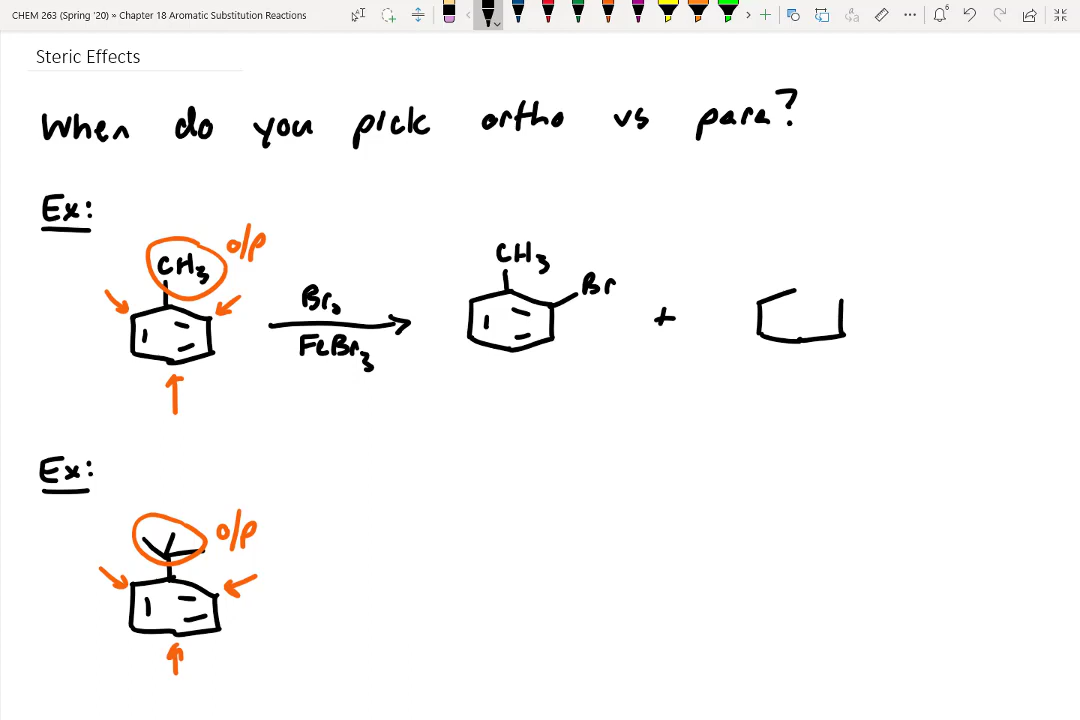 CHEM 263 (Spring '20) » Chapter 18 Aromatic Substitution Reactions
6
Steric Effects
When do you pick ortho vs para?
Ex:
CH3 o/p
Br2
FeBr3
CH3
Br
+
Ex:
o/p